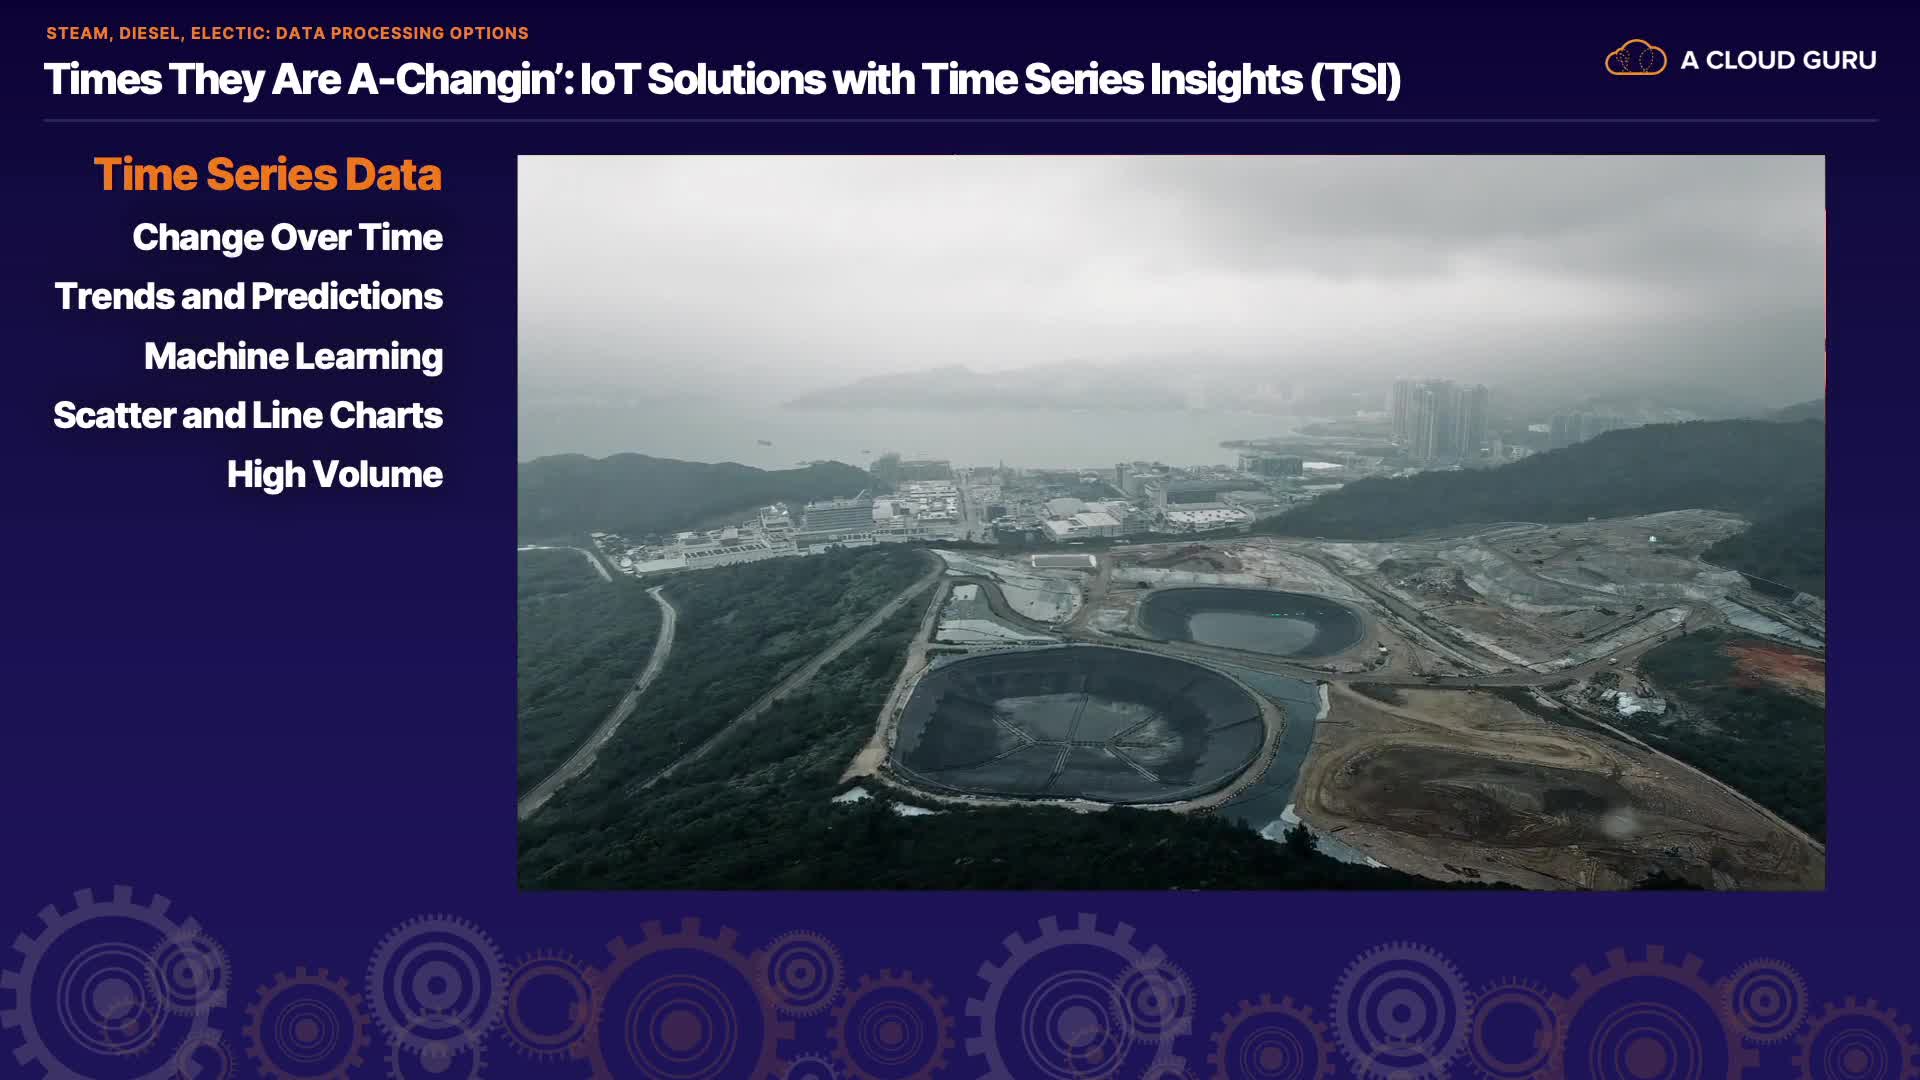 STEAM, DIESEL, ELECTIC: DATA PROCESSING OPTIONS
Times They Are A-Changin’: IoT Solutions with Time Series Insights (TSI)
A CLOUD GURU
Time Series Data
Change Over Time
Trends and Predictions
Machine Learning
Scatter and Line Charts
High Volume